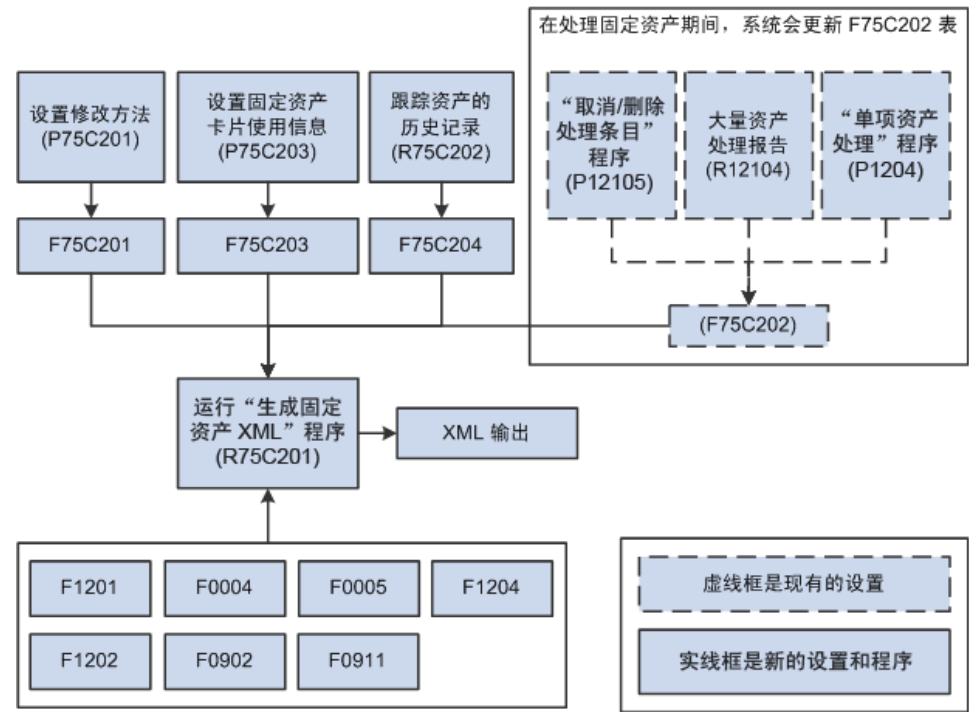 在处理固定资产期间，系统会更新 F75C202 表
设置修改方法
(P75C201)
设置固定资产
卡片使用信息
(P75C203)
跟踪资产的
历史记录
(R75C202)
“取消/删除
处理条目”
程序
(P12105)
大量资产
处理报告
(R12104)
“单项资产
处理”程序
(P1204)
F75C201
F75C203
F75C204
(F75C202)
运行“生成固定
资产 XML”程序
(R75C201)
XML 输出
F1201
F0004
F0005
F1204
F1202
F0902
F0911
虚线框是现有的设置
实线框是新的设置和程序